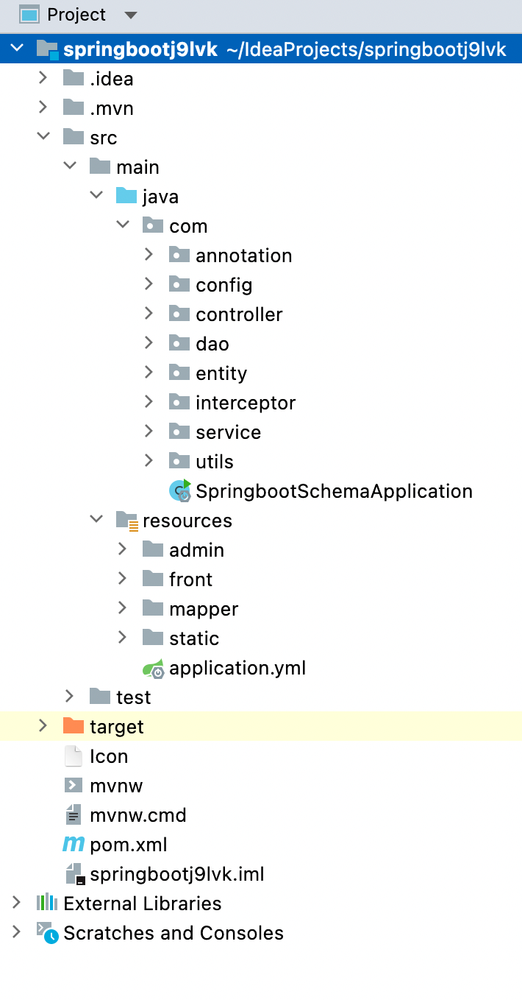 Project
springbootj9lvk ~/IdeaProjects/springbootj9lvk
.idea
.mvn
src
main
java
com
annotation
config
controller
dao
entity
interceptor
service
utils
SpringbootSchemaApplication
resources
admin
front
mapper
static
application.yml
test
target
Icon
mvnw
mvnw.cmd
pom.xml
springbootj9lvk.iml
External Libraries
Scratches and Consoles